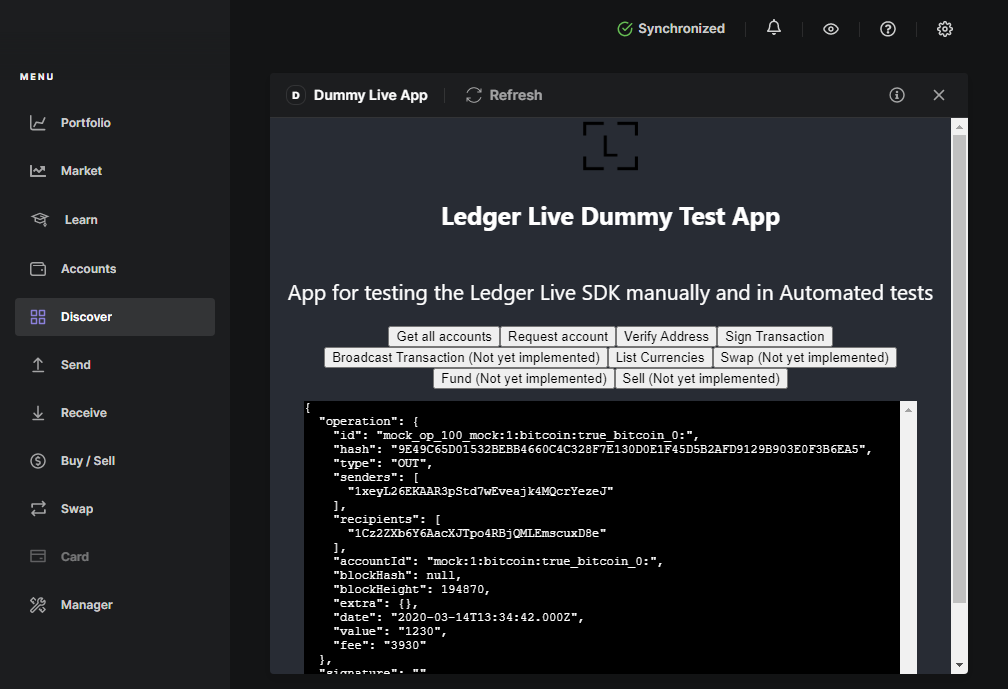 Synchronized
MENU
Portfolio
Market
Learn
Accounts
Discover
Send
Receive
Buy / Sell
Swap
Card
Manager
D Dummy Live App
Refresh
L
Ledger Live Dummy Test App
App for testing the Ledger Live SDK manually and in Automated tests
Get all accounts Request account Verify Address Sign Transaction
Broadcast Transaction (Not yet implemented) List Currencies Swap (Not yet implemented)
Fund (Not yet implemented) Sell (Not yet implemented)
{
"operation": {
"id": "mock_op_100_mock:1:bitcoin:true_bitcoin_0:",
"hash": "9E49C65D01532BEBB4660C4C328F7E130D0E1F45D5B2AFD9129B903E0F3B6EA5",
"type": "OUT",
"senders": [
"1xeyL26EKAAR3pStd7wEveajk4MQcrYezeJ"
],
"recipients": [
"1Cz2ZXb6Y6AacXJTpo4RBjQMLEmscuxD8e"
],
"accountId": "mock:1:bitcoin:true_bitcoin_0:",
"blockHash": null,
"blockHeight": 194870,
"extra": {},
"date": "2020-03-14T13:34:42.000Z",
"value": "1230",
"fee": "3930"
},
"signature": ""